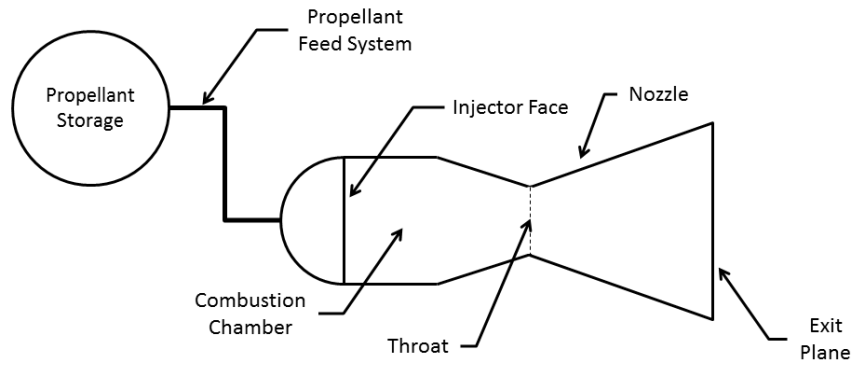 Propellant
Feed System
Propellant
Storage
Injector Face
Nozzle
Combustion
Chamber
Throat
Exit
Plane